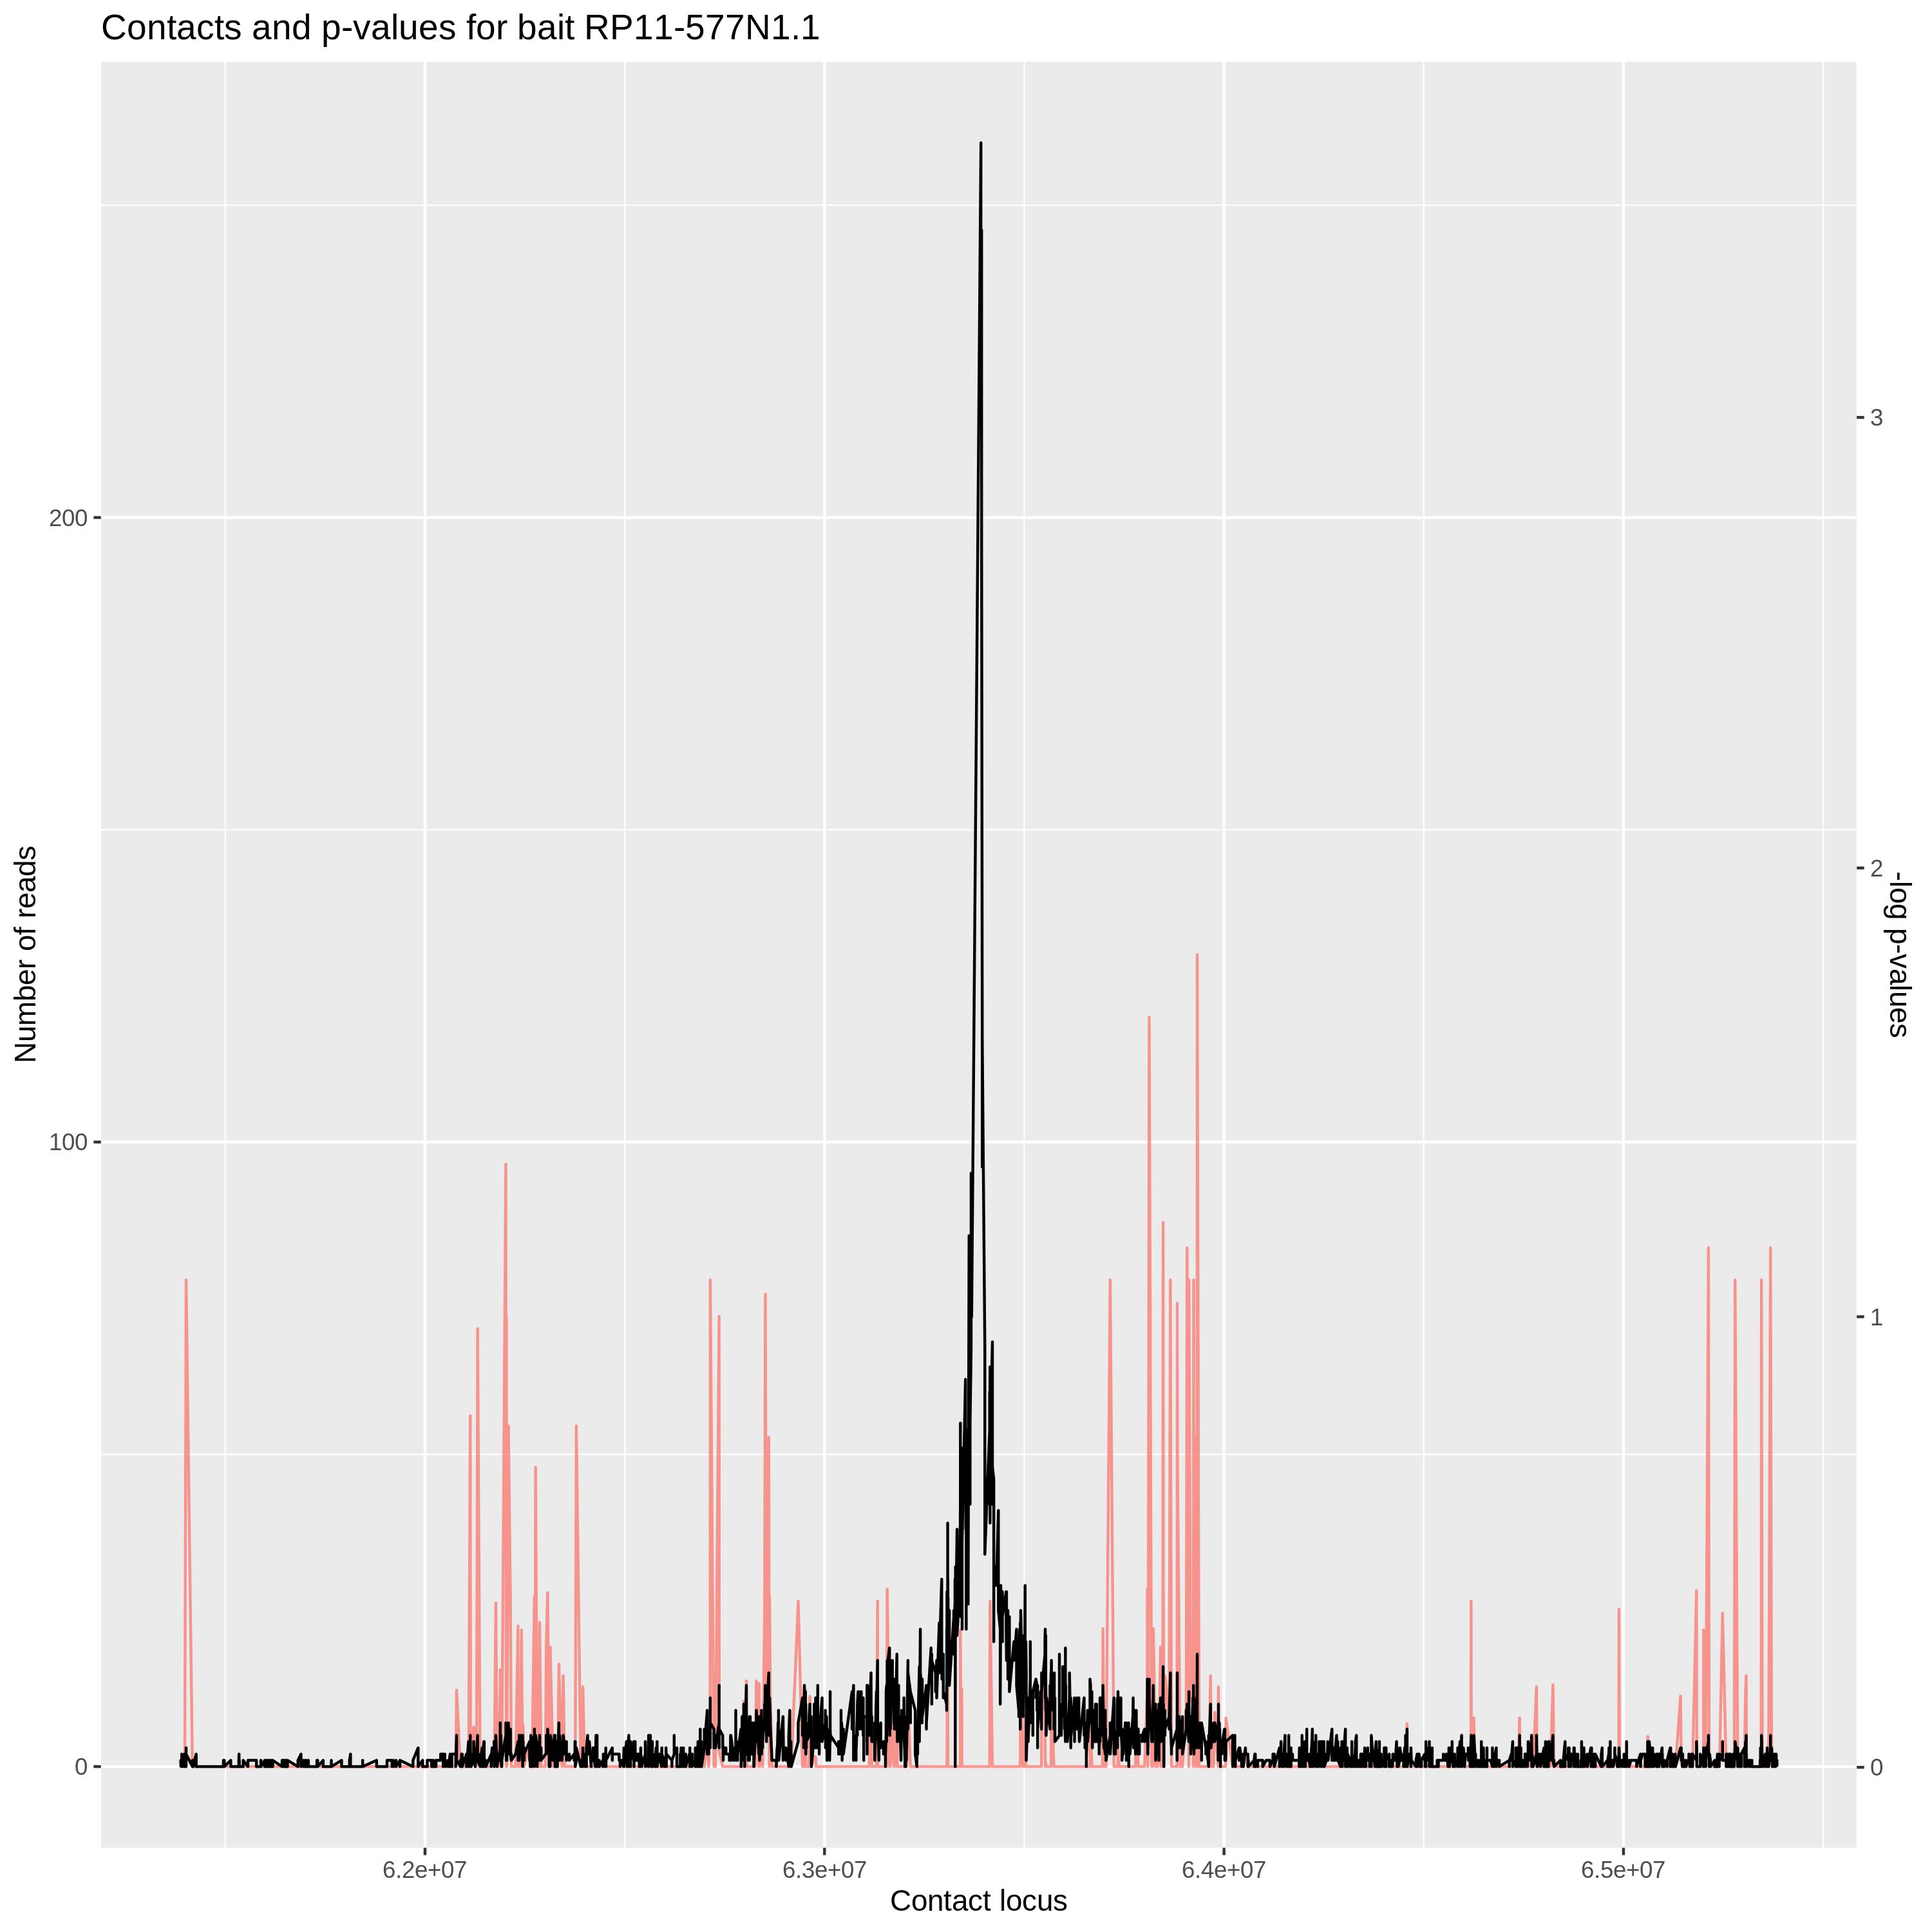 Contacts and p-values for bait RP11-577N1.1
Number of reads
200
100
0
3
2
1
0
-log p-values
6.2e+07 6.3e+07 6.4e+07 6.5e+07
Contact locus